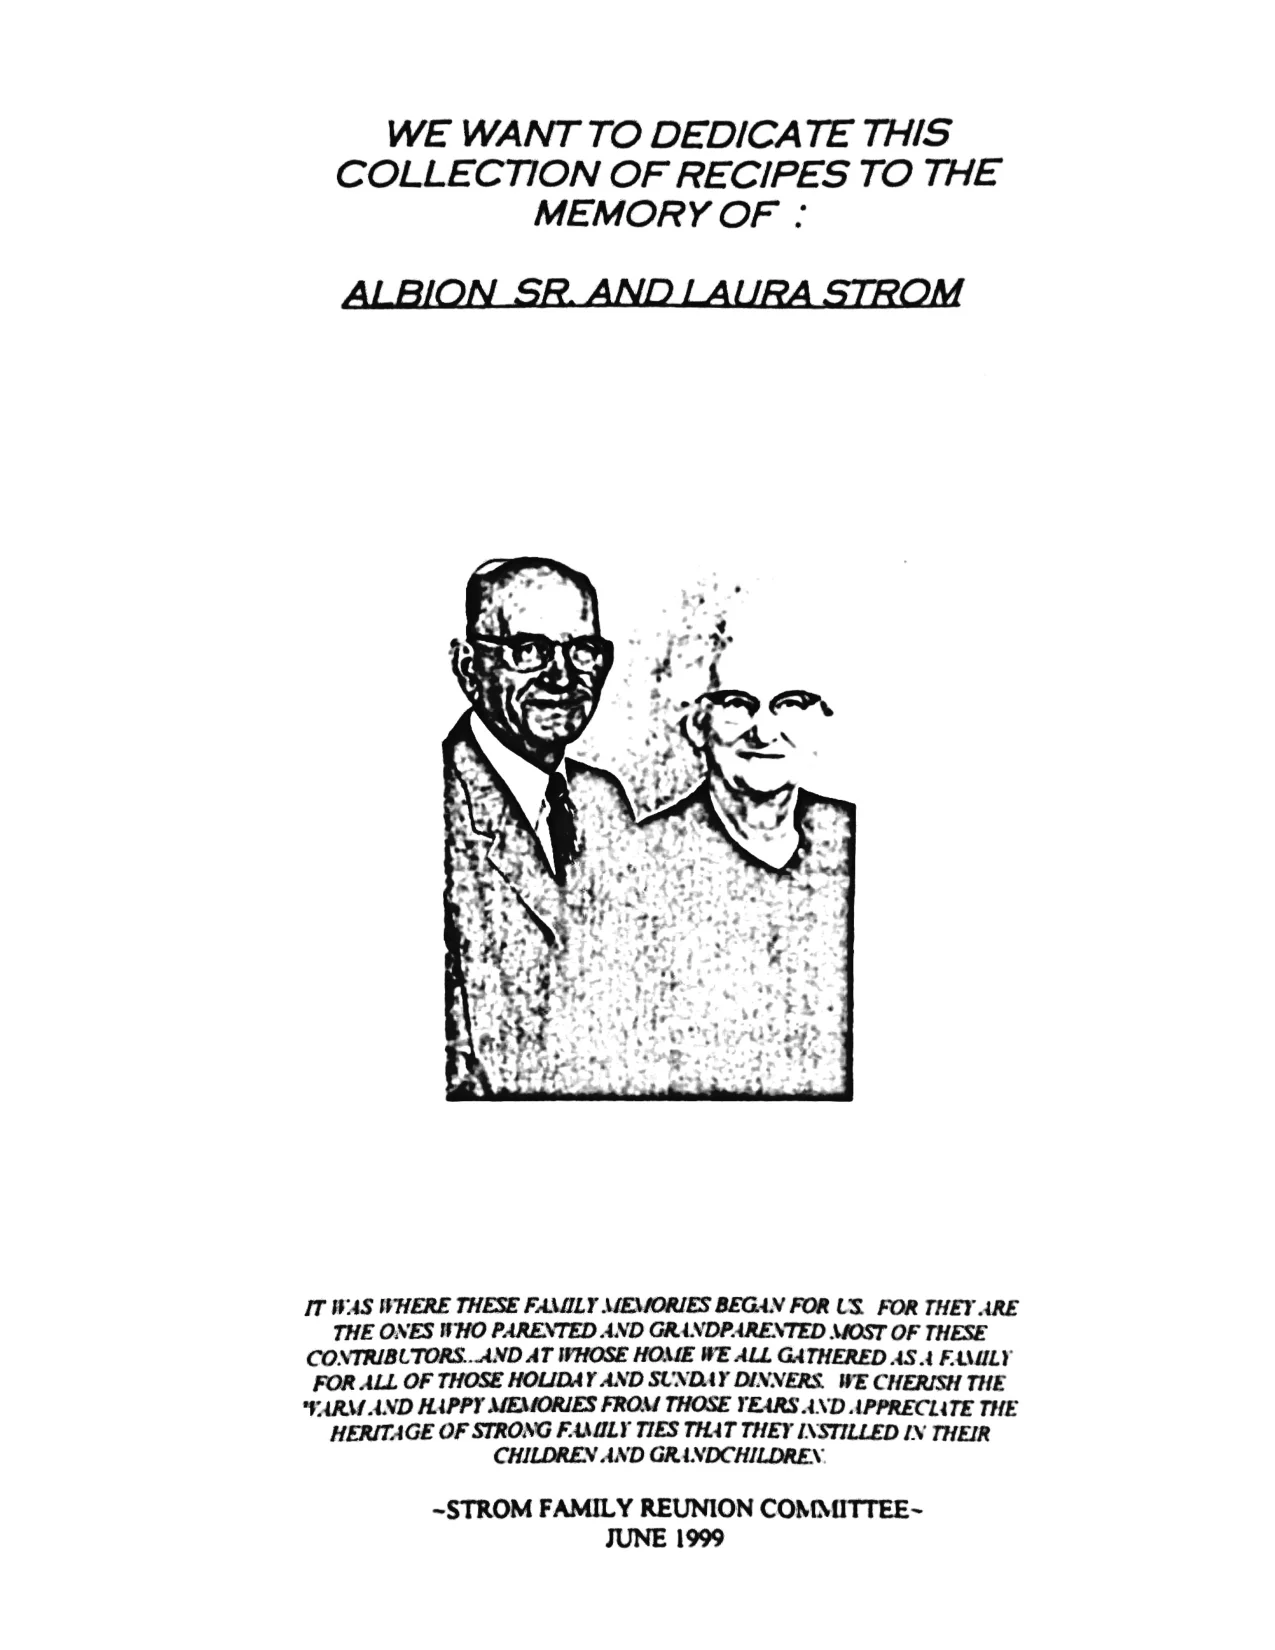 WE WANT TO DEDICATE THIS
COLLECTION OF RECIPES TO THE
MEMORY OF :
ALBION SR. AND LAURA STROM
IT WAS WHERE THESE FAMILY MEMORIES BEGAN FOR US. FOR THEY ARE
THE ONES WHO PARENTED AND GRANDPARENTED MOST OF THESE
CONTRIBUTORS...AND AT WHOSE HOME WE ALL GATHERED AS A FAMILY
FOR ALL OF THOSE HOLIDAY AND SUNDAY DINNERS. WE CHERISH THE
WARM AND HAPPY MEMORIES FROM THOSE YEARS AND APPRECIATE THE
HERITAGE OF STRONG FAMILY TIES THAT THEY INSTILLED IN THEIR
CHILDREN AND GRANDCHILDREN.
~STROM FAMILY REUNION COMMITTEE~
JUNE 1999